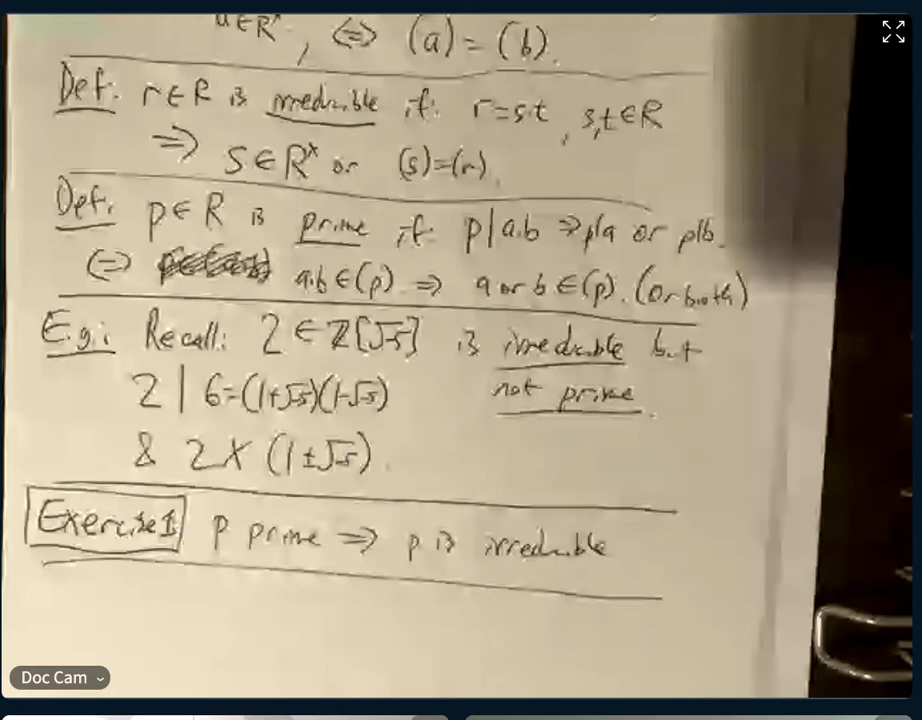 u∈R^x, ⟺ (a) = (b).
Def: r∈R is irreducible if: r=s.t, s,t∈R
⟹ s∈R^x or (s)=(r).
Def: p∈R is prime if: p|a.b ⟹ p|a or p|b.
⟺ a.b∈(p) ⟹ a or b∈(p). (or both)
E.g: Recall: 2∈ℤ[√-5] is irreducible but
2 | 6=(1+√-5)(1-√-5) not prime.
& 2∤(1±√-5).
Exercise 1 p prime ⟹ p is irreducible
Doc Cam